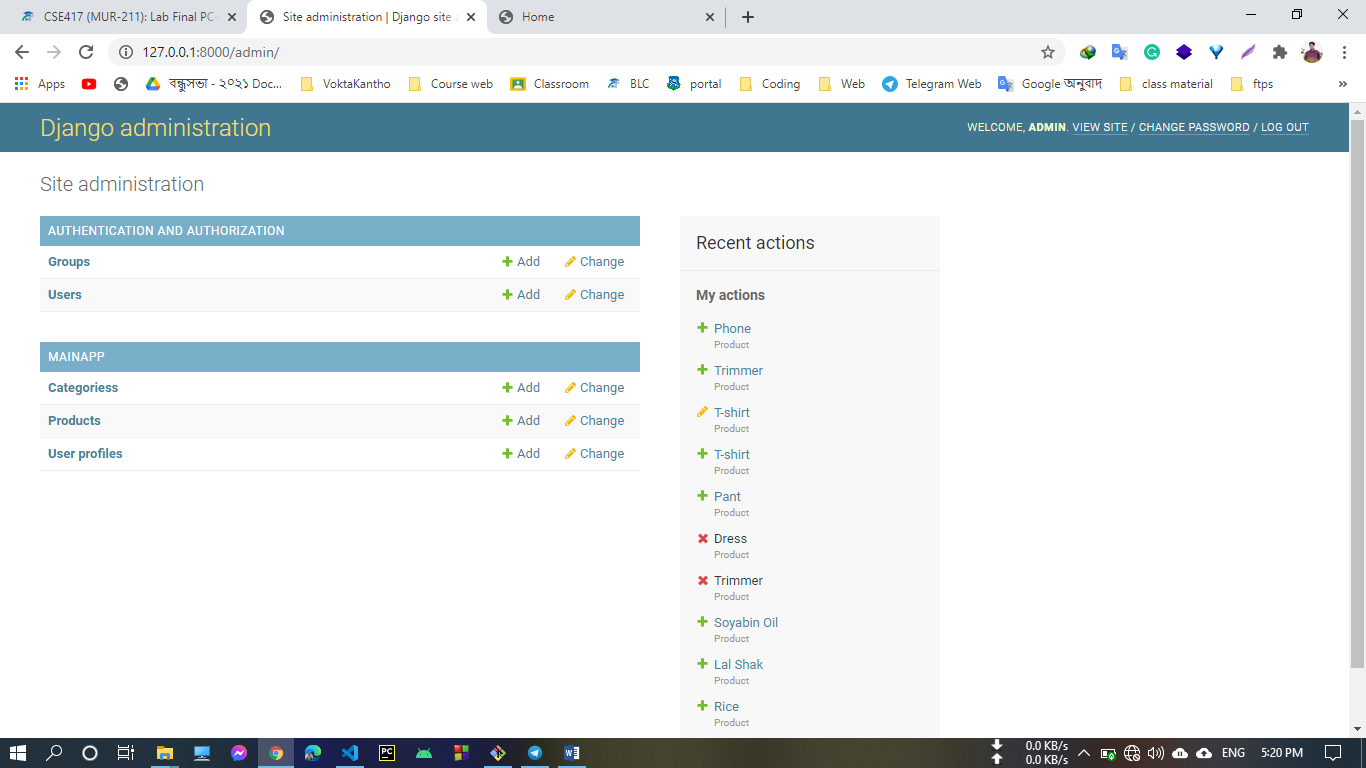 CSE417 (MUR-211): Lab Final PC-
Site administration | Django site a
Home
127.0.0.1:8000/admin/
Apps
বন্ধুসভা - ২০২১ Doc...
VoktaKantho
Course web
Classroom
BLC
portal
Coding
Web
Telegram Web
Google অনুবাদ
class material
ftps
Django administration
WELCOME, ADMIN. VIEW SITE / CHANGE PASSWORD / LOG OUT
Site administration
AUTHENTICATION AND AUTHORIZATION
Groups Add Change
Users Add Change
MAINAPP
Categoriess Add Change
Products Add Change
User profiles Add Change
Recent actions
My actions
Phone
Product
Trimmer
Product
T-shirt
Product
T-shirt
Product
Pant
Product
Dress
Product
Trimmer
Product
Soyabin Oil
Product
Lal Shak
Product
Rice
Product
0.0 KB/s
0.0 KB/s
ENG
5:20 PM